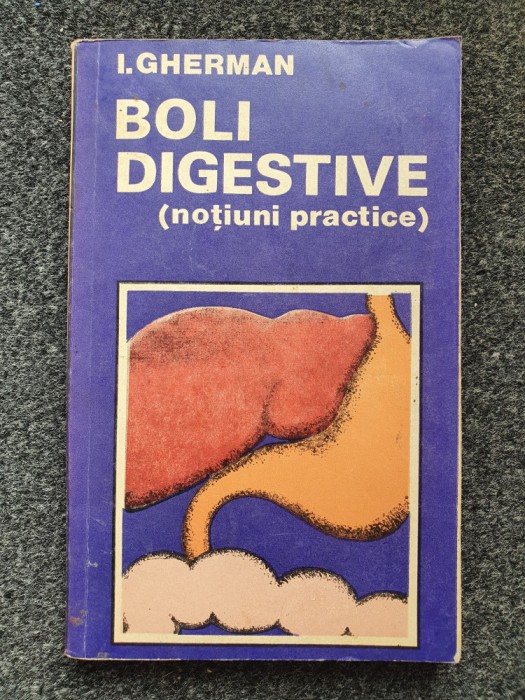 I.GHERMAN
BOLI
DIGESTIVE
(noțiuni practice)